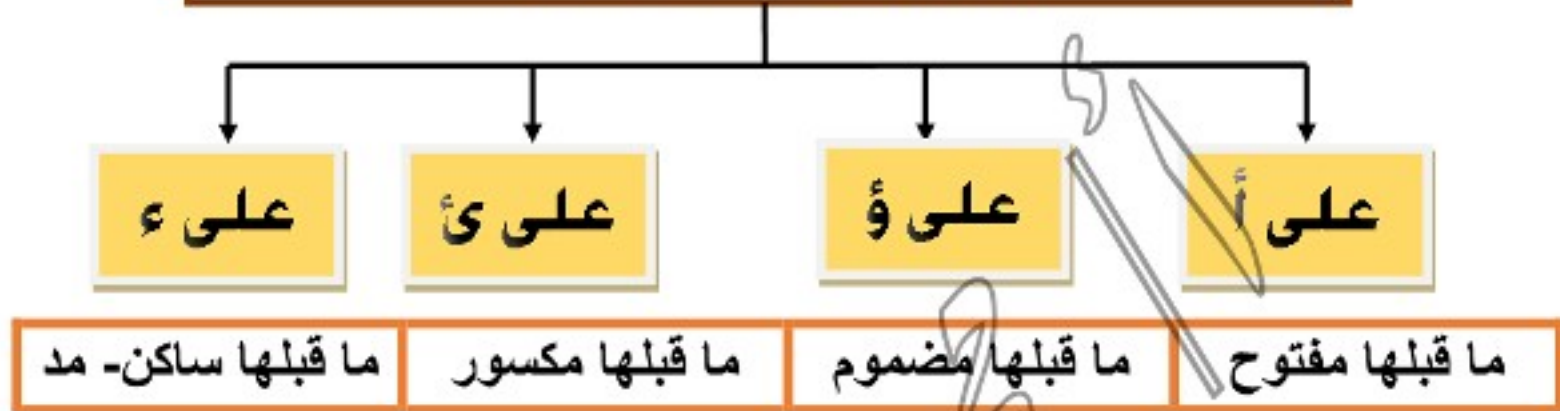 على أ
على ؤ
على ئ
على ء
ما قبلها مفتوح
ما قبلها مضموم
ما قبلها مكسور
ما قبلها ساكن- مد